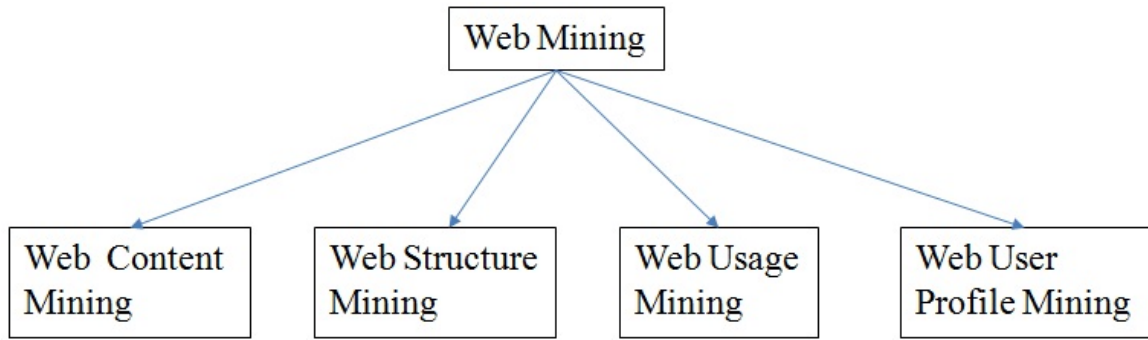 Web Mining
Web Content
Mining
Web Structure
Mining
Web Usage
Mining
Web User
Profile Mining